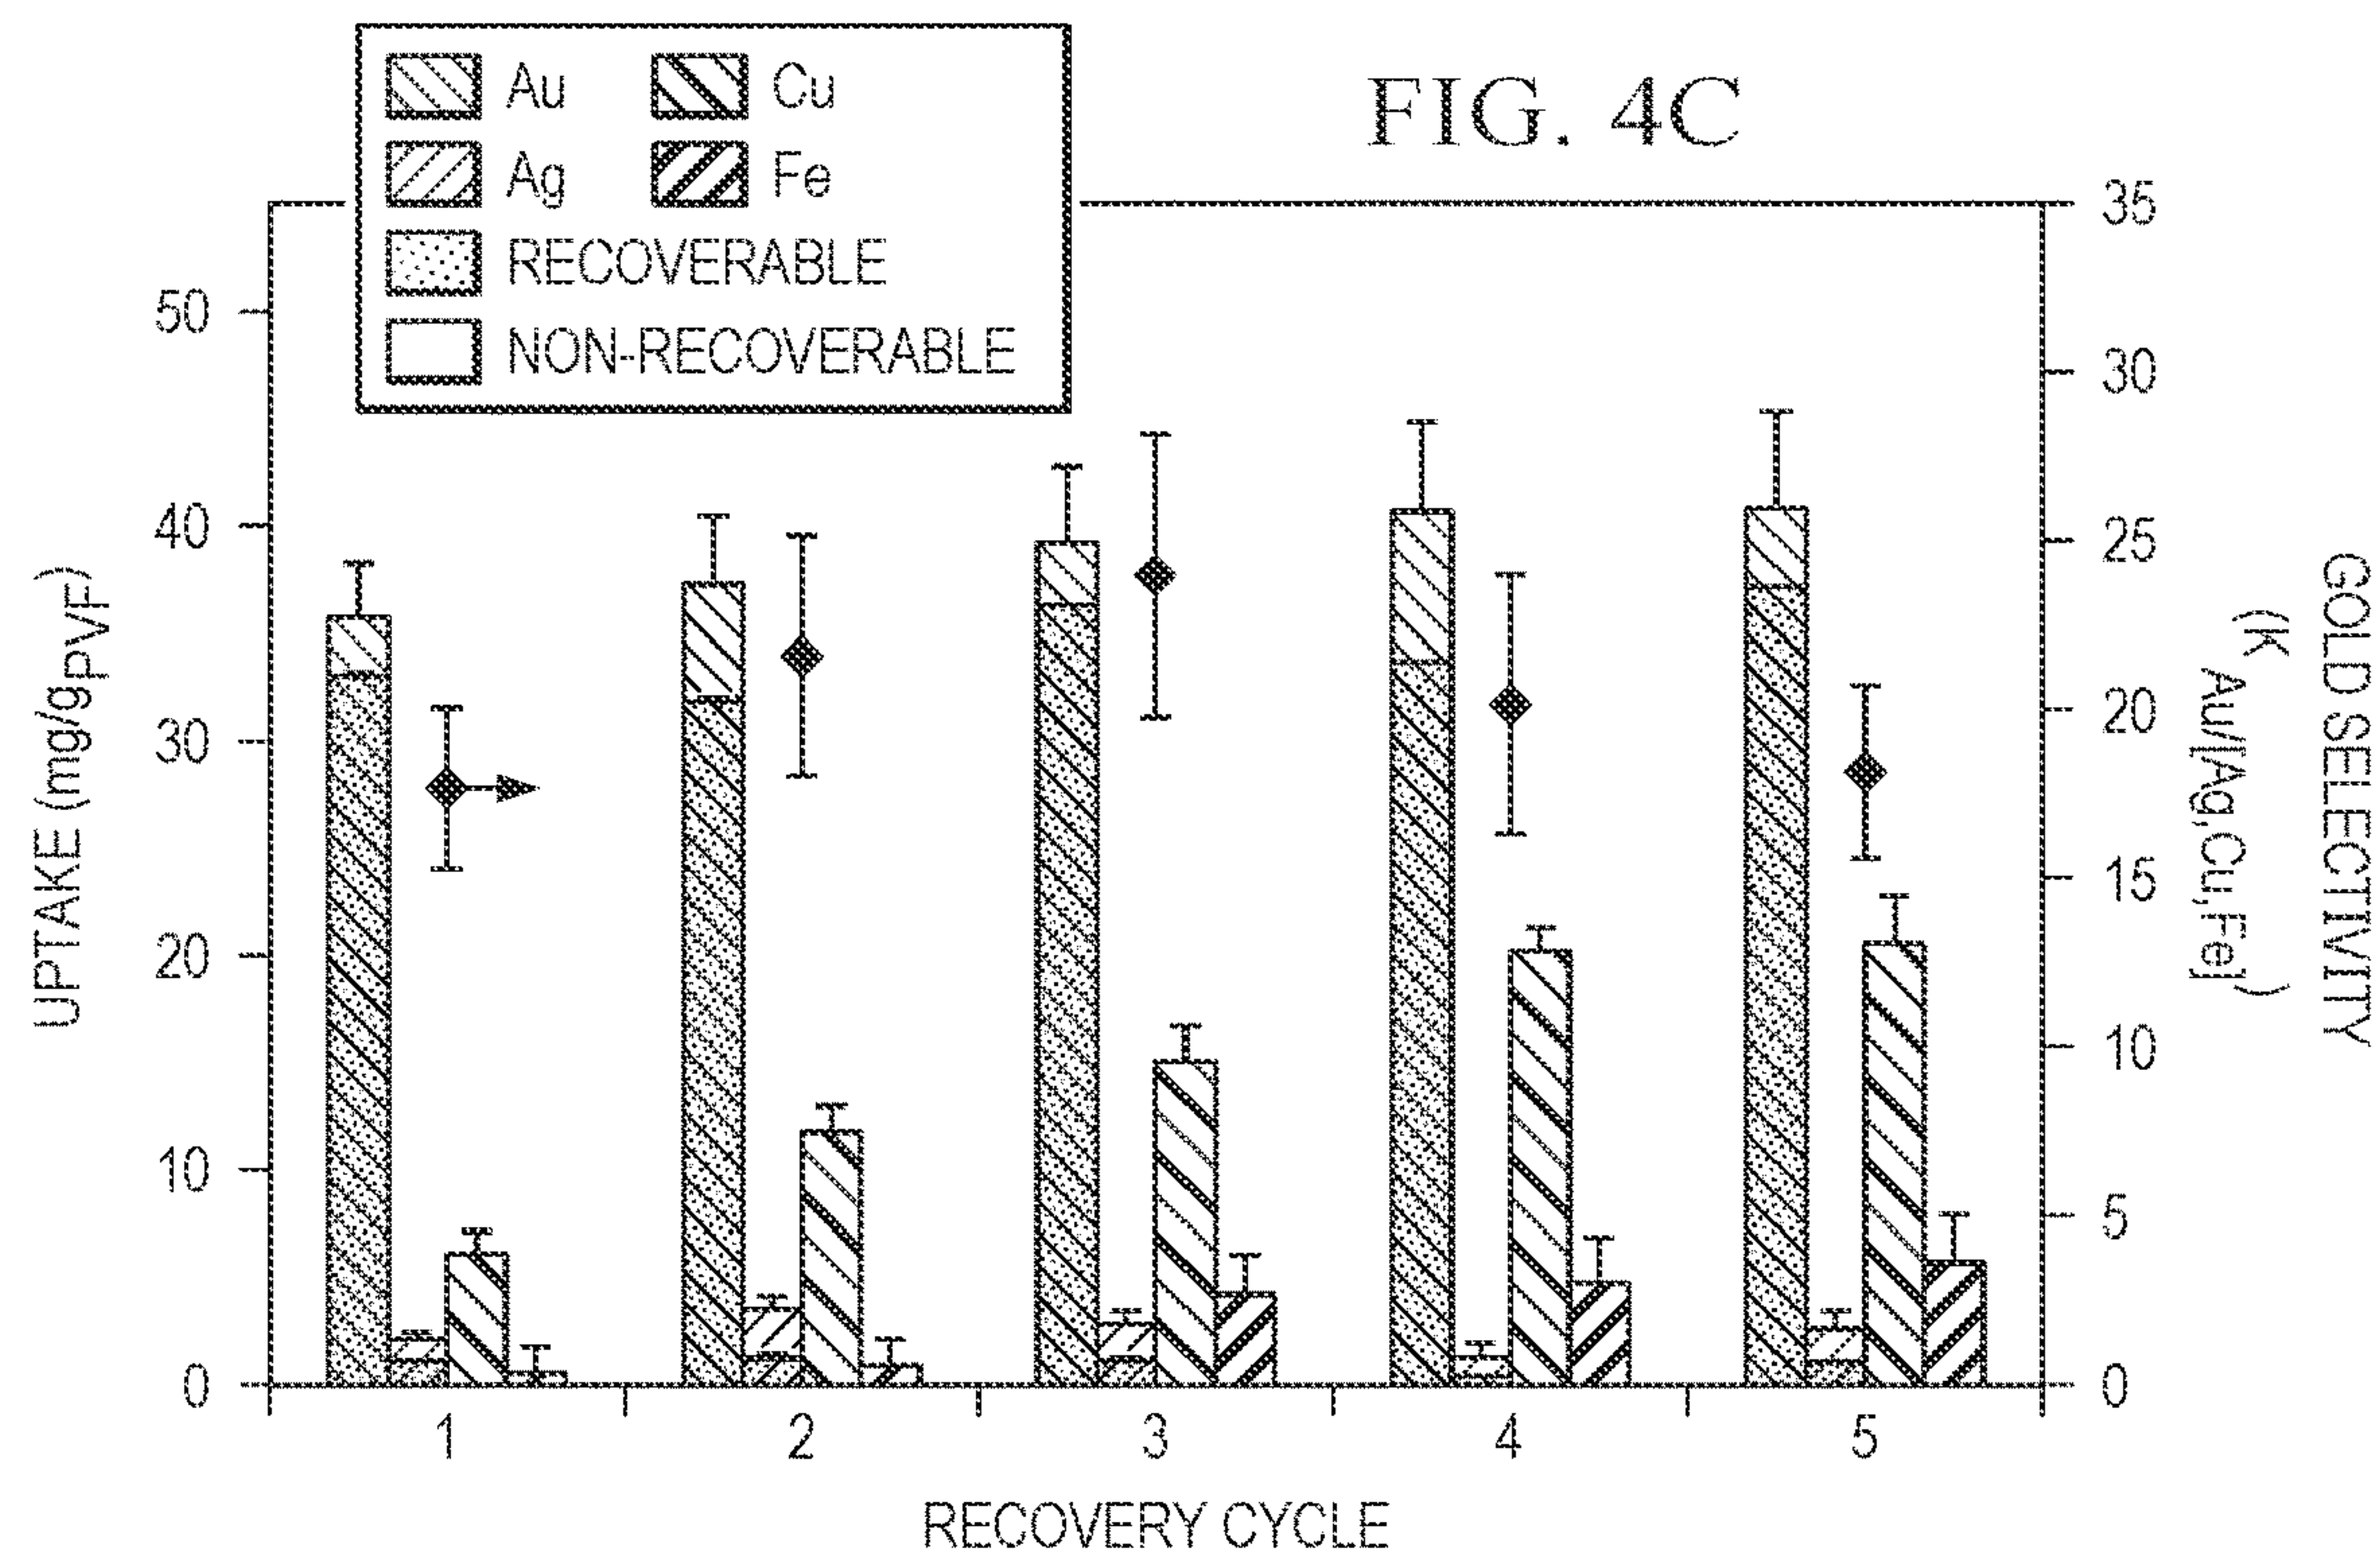 FIG. 4C
Au Cu
Ag Fe
RECOVERABLE
NON-RECOVERABLE
UPTAKE (mg/gPVF)
50
40
30
20
10
0
35
30
25
20
15
10
5
0
GOLD SELECTIVITY
(K Au/[Ag,Cu,Fe])
1 2 3 4 5
RECOVERY CYCLE